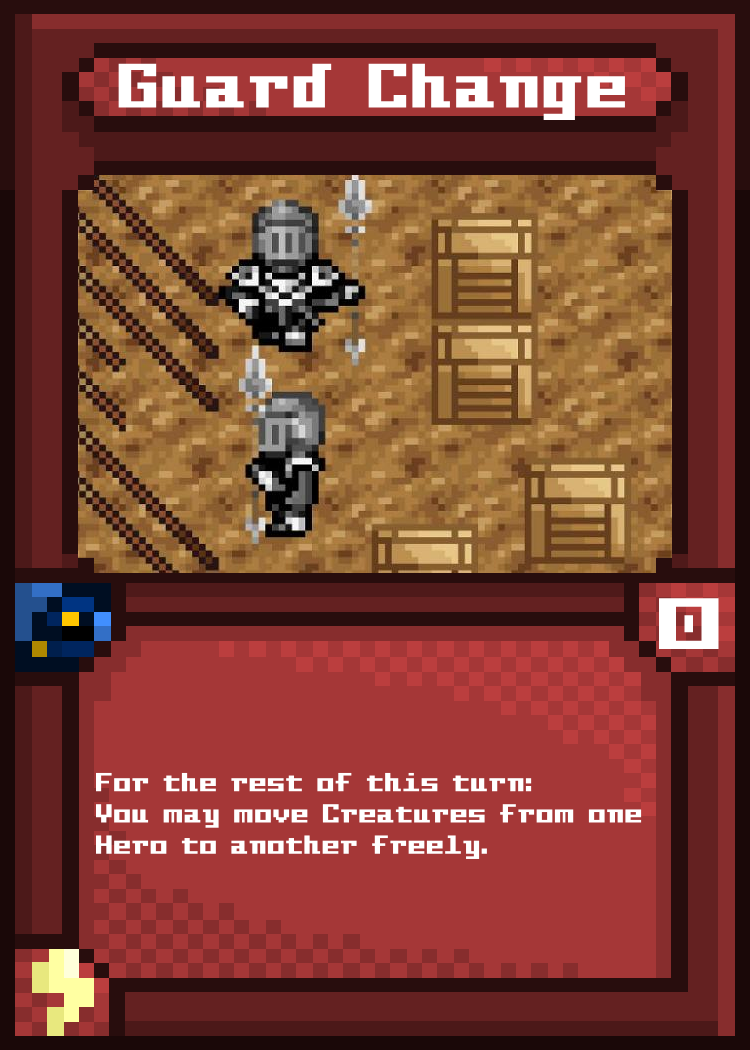 Guard Change
0
For the rest of this turn:
You may move Creatures from one
Hero to another freely.